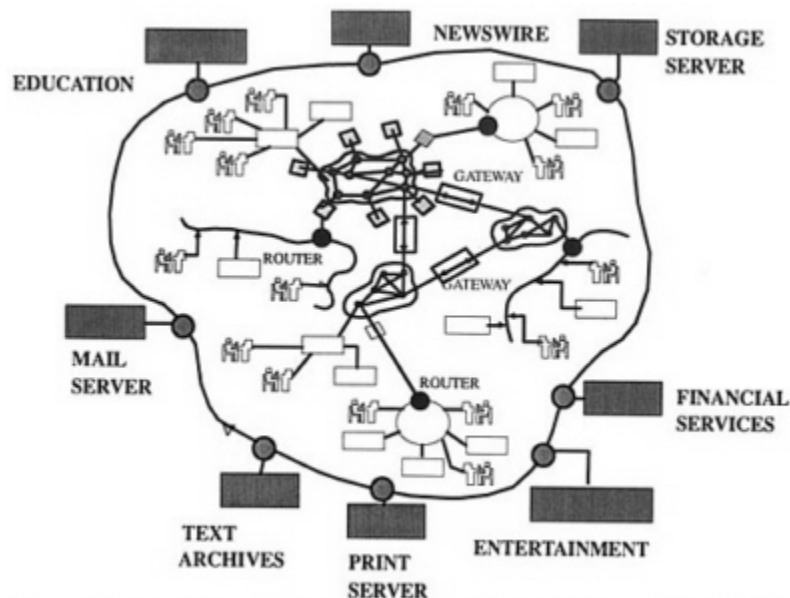 NEWSWIRE
STORAGE
SERVER
EDUCATION
GATEWAY
ROUTER
GATEWAY
MAIL
SERVER
ROUTER
FINANCIAL
SERVICES
TEXT
ARCHIVES
PRINT
SERVER
ENTERTAINMENT